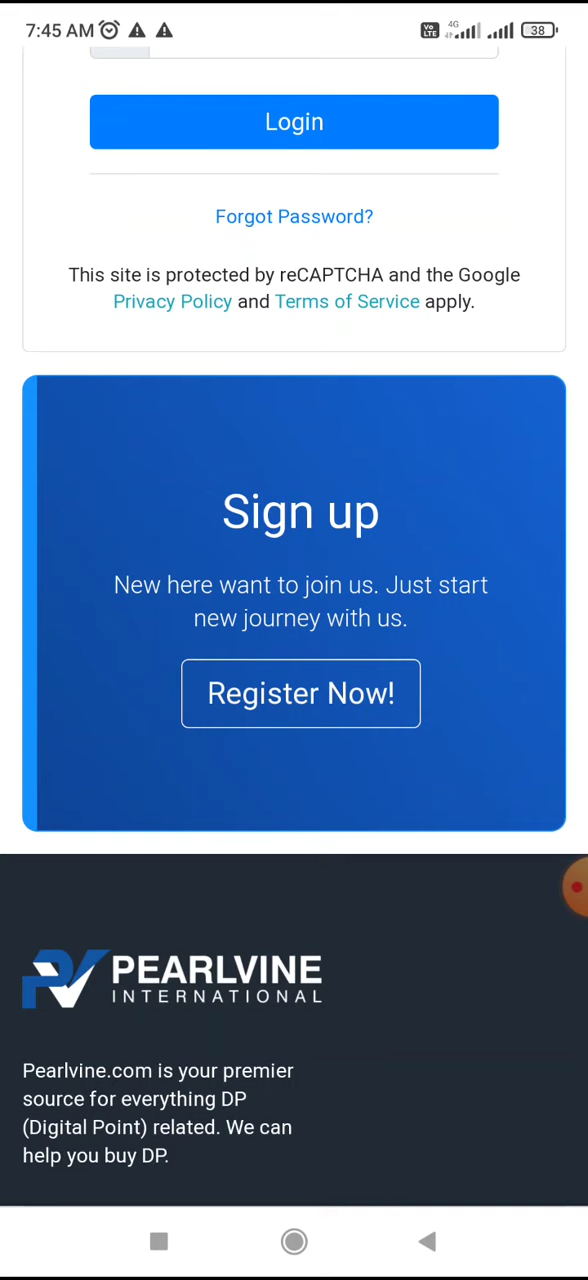 7:45 AM
Vo LTE 4G 38
Login
Forgot Password?
This site is protected by reCAPTCHA and the Google
Privacy Policy and Terms of Service apply.
Sign up
New here want to join us. Just start
new journey with us.
Register Now!
PEARLVINE
INTERNATIONAL
Pearlvine.com is your premier
source for everything DP
(Digital Point) related. We can
help you buy DP.